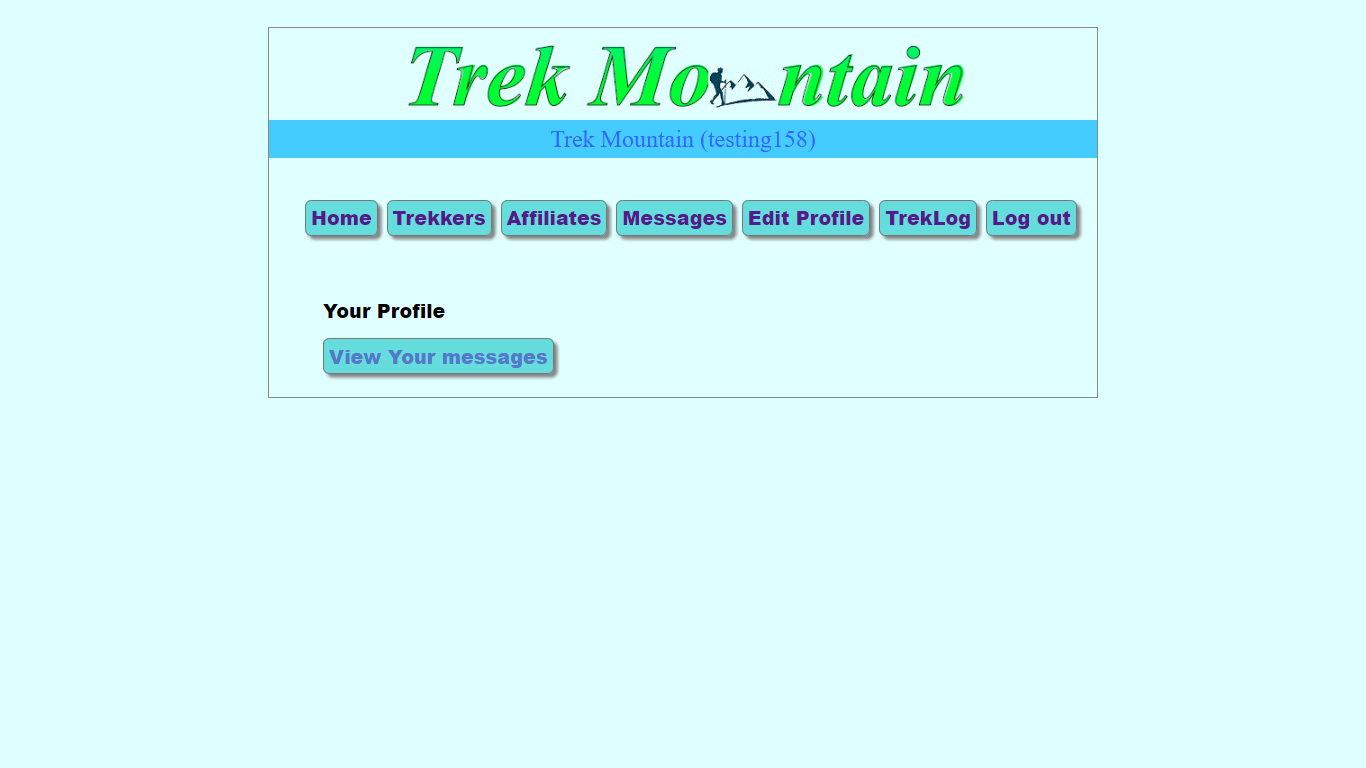 Trek Mountain
Trek Mountain (testing158)
Home Trekkers Affiliates Messages Edit Profile TrekLog Log out
Your Profile
View Your messages